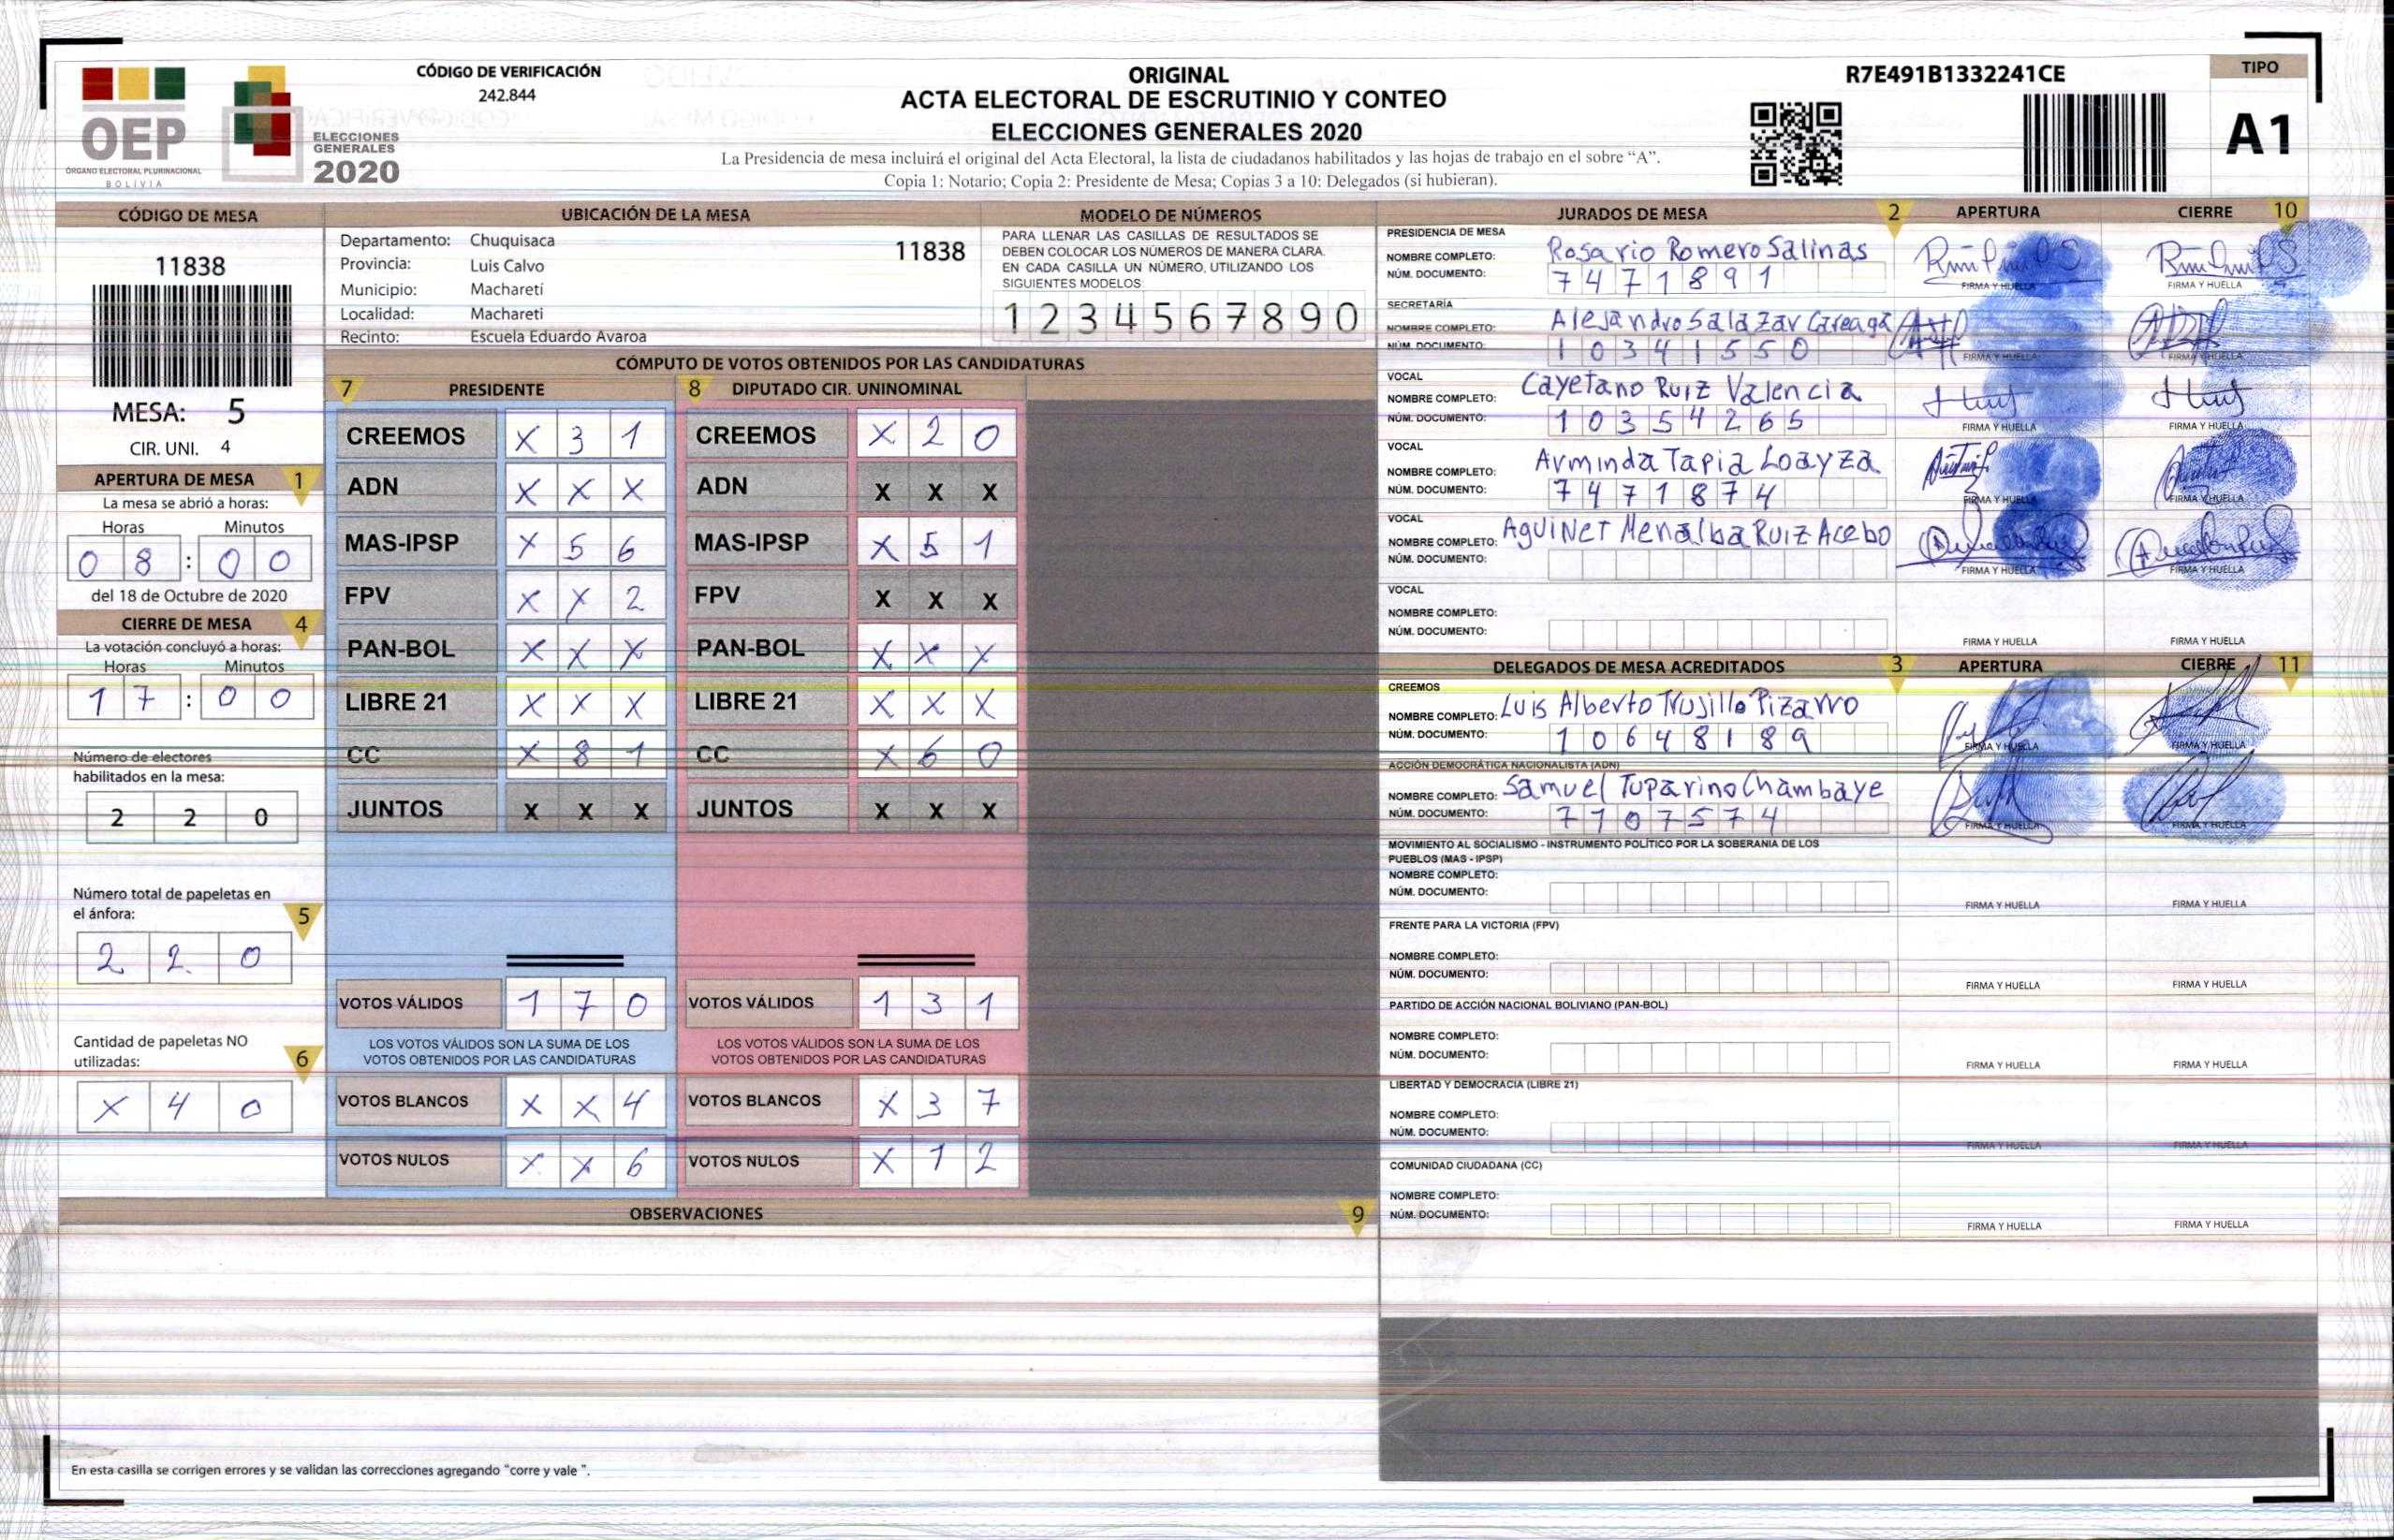 CÓDIGO DE VERIFICACIÓN
242.844
OEP
ÓRGANO ELECTORAL PLURINACIONAL
BOLIVIA
ELECCIONES
GENERALES
2020
ORIGINAL
ACTA ELECTORAL DE ESCRUTINIO Y CONTEO
ELECCIONES GENERALES 2020
La Presidencia de mesa incluirá el original del Acta Electoral, la lista de ciudadanos habilitados y las hojas de trabajo en el sobre “A”.
Copia 1: Notario; Copia 2: Presidente de Mesa; Copias 3 a 10: Delegados (si hubieran).
R7E491B1332241CE
TIPO
A1
CÓDIGO DE MESA
11838
MESA: 5
CIR. UNI. 4
APERTURA DE MESA 1
La mesa se abrió a horas:
Horas Minutos
0 8 : 0 0
del 18 de Octubre de 2020
CIERRE DE MESA 4
La votación concluyó a horas:
Horas Minutos
1 7 : 0 0
Número de electores
habilitados en la mesa:
2 2 0
Número total de papeletas en
el ánfora: 5
2 2 0
Cantidad de papeletas NO
utilizadas: 6
X 4 0
UBICACIÓN DE LA MESA
Departamento: Chuquisaca 11838
Provincia: Luis Calvo
Municipio: Machareti
Localidad: Machareti
Recinto: Escuela Eduardo Avaroa
MODELO DE NÚMEROS
PARA LLENAR LAS CASILLAS DE RESULTADOS SE
DEBEN COLOCAR LOS NÚMEROS DE MANERA CLARA.
EN CADA CASILLA UN NÚMERO, UTILIZANDO LOS
SIGUIENTES MODELOS
1 2 3 4 5 6 7 8 9 0
CÓMPUTO DE VOTOS OBTENIDOS POR LAS CANDIDATURAS
7 PRESIDENTE 8 DIPUTADO CIR. UNINOMINAL
CREEMOS X 3 1 CREEMOS X 2 0
ADN X X X ADN X X X
MAS-IPSP X 5 6 MAS-IPSP X 5 1
FPV X X 2 FPV X X X
PAN-BOL X X X PAN-BOL X X X
LIBRE 21 X X X LIBRE 21 X X X
CC X 8 1 CC X 6 0
JUNTOS X X X JUNTOS X X X
VOTOS VÁLIDOS 1 7 0 VOTOS VÁLIDOS 1 3 1
LOS VOTOS VÁLIDOS SON LA SUMA DE LOS LOS VOTOS VÁLIDOS SON LA SUMA DE LOS
VOTOS OBTENIDOS POR LAS CANDIDATURAS VOTOS OBTENIDOS POR LAS CANDIDATURAS
VOTOS BLANCOS X X 4 VOTOS BLANCOS X 3 7
VOTOS NULOS X X 6 VOTOS NULOS X 1 2
OBSERVACIONES 9
En esta casilla se corrigen errores y se validan las correcciones agregando "corre y vale ".
JURADOS DE MESA 2 APERTURA CIERRE 10
PRESIDENCIA DE MESA
NOMBRE COMPLETO: Rosario Romero Salinas
NÚM. DOCUMENTO: 7471891
FIRMA Y HUELLA FIRMA Y HUELLA
SECRETARÍA
NOMBRE COMPLETO: Alejandro Salazar Careaga
NÚM. DOCUMENTO: 10341550
FIRMA Y HUELLA FIRMA Y HUELLA
VOCAL
NOMBRE COMPLETO: Cayetano Ruiz Valencia
NÚM. DOCUMENTO: 10354265
FIRMA Y HUELLA FIRMA Y HUELLA
VOCAL
NOMBRE COMPLETO: Arminda Tapia Loayza
NÚM. DOCUMENTO: 7471874
FIRMA Y HUELLA FIRMA Y HUELLA
VOCAL
NOMBRE COMPLETO: Aguinet Menalba Ruiz Acebo
NÚM. DOCUMENTO:
FIRMA Y HUELLA FIRMA Y HUELLA
VOCAL
NOMBRE COMPLETO:
NÚM. DOCUMENTO:
FIRMA Y HUELLA FIRMA Y HUELLA
DELEGADOS DE MESA ACREDITADOS 3 APERTURA CIERRE 11
CREEMOS
NOMBRE COMPLETO: Luis Alberto Trujillo Pizarro
NÚM. DOCUMENTO: 10648189
FIRMA Y HUELLA FIRMA Y HUELLA
ACCIÓN DEMOCRÁTICA NACIONALISTA (ADN)
NOMBRE COMPLETO: Samuel Tuparino Chambaye
NÚM. DOCUMENTO: 7707574
FIRMA Y HUELLA FIRMA Y HUELLA
MOVIMIENTO AL SOCIALISMO - INSTRUMENTO POLÍTICO POR LA SOBERANIA DE LOS
PUEBLOS (MAS - IPSP)
NOMBRE COMPLETO:
NÚM. DOCUMENTO:
FIRMA Y HUELLA FIRMA Y HUELLA
FRENTE PARA LA VICTORIA (FPV)
NOMBRE COMPLETO:
NÚM. DOCUMENTO:
FIRMA Y HUELLA FIRMA Y HUELLA
PARTIDO DE ACCIÓN NACIONAL BOLIVIANO (PAN-BOL)
NOMBRE COMPLETO:
NÚM. DOCUMENTO:
FIRMA Y HUELLA FIRMA Y HUELLA
LIBERTAD Y DEMOCRACIA (LIBRE 21)
NOMBRE COMPLETO:
NÚM. DOCUMENTO:
FIRMA Y HUELLA FIRMA Y HUELLA
COMUNIDAD CIUDADANA (CC)
NOMBRE COMPLETO:
NÚM. DOCUMENTO:
FIRMA Y HUELLA FIRMA Y HUELLA